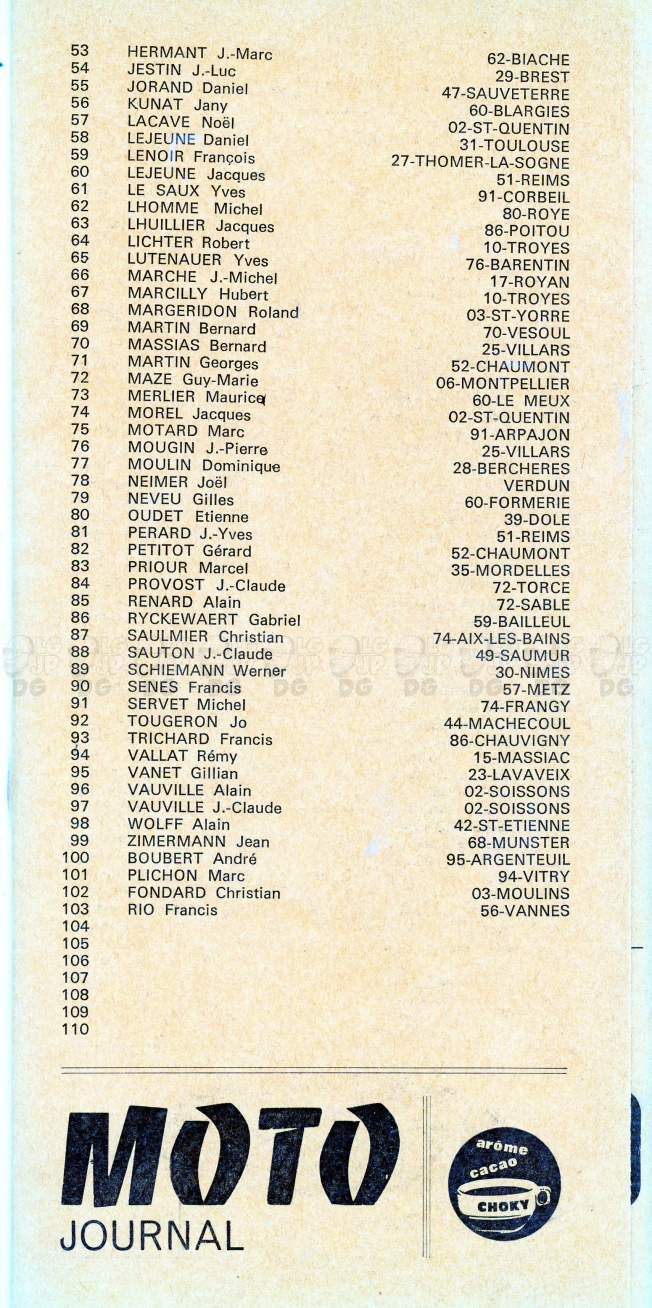 53 HERMANT J.-Marc 62-BIACHE
54 JESTIN J.-Luc 29-BREST
55 JORAND Daniel 47-SAUVETERRE
56 KUNAT Jany 60-BLARGIES
57 LACAVE Noël 02-ST-QUENTIN
58 LEJEUNE Daniel 31-TOULOUSE
59 LENOIR François 27-THOMER-LA-SOGNE
60 LEJEUNE Jacques 51-REIMS
61 LE SAUX Yves 91-CORBEIL
62 LHOMME Michel 80-ROYE
63 LHUILLIER Jacques 86-POITOU
64 LICHTER Robert 10-TROYES
65 LUTENAUER Yves 76-BARENTIN
66 MARCHE J.-Michel 17-ROYAN
67 MARCILLY Hubert 10-TROYES
68 MARGERIDON Roland 03-ST-YORRE
69 MARTIN Bernard 70-VESOUL
70 MASSIAS Bernard 25-VILLARS
71 MARTIN Georges 52-CHAUMONT
72 MAZE Guy-Marie 06-MONTPELLIER
73 MERLIER Maurice 60-LE MEUX
74 MOREL Jacques 02-ST-QUENTIN
75 MOTARD Marc 91-ARPAJON
76 MOUGIN J.-Pierre 25-VILLARS
77 MOULIN Dominique 28-BERCHERES
78 NEIMER Joël VERDUN
79 NEVEU Gilles 60-FORMERIE
80 OUDET Etienne 39-DOLE
81 PERARD J.-Yves 51-REIMS
82 PETITOT Gérard 52-CHAUMONT
83 PRIOUR Marcel 35-MORDELLES
84 PROVOST J.-Claude 72-TORCE
85 RENARD Alain 72-SABLE
86 RYCKEWAERT Gabriel 59-BAILLEUL
87 SAULMIER Christian 74-AIX-LES-BAINS
88 SAUTON J.-Claude 49-SAUMUR
89 SCHIEMANN Werner 30-NIMES
90 SENES Francis 57-METZ
91 SERVET Michel 74-FRANGY
92 TOUGERON Jo 44-MACHECOUL
93 TRICHARD Francis 86-CHAUVIGNY
94 VALLAT Rémy 15-MASSIAC
95 VANET Gillian 23-LAVAVEIX
96 VAUVILLE Alain 02-SOISSONS
97 VAUVILLE J.-Claude 02-SOISSONS
98 WOLFF Alain 42-ST-ETIENNE
99 ZIMERMANN Jean 68-MUNSTER
100 BOUBERT André 95-ARGENTEUIL
101 PLICHON Marc 94-VITRY
102 FONDARD Christian 03-MOULINS
103 RIO Francis 56-VANNES
104
105
106
107
108
109
110
MOTO
JOURNAL
arôme
cacao
CHOKY